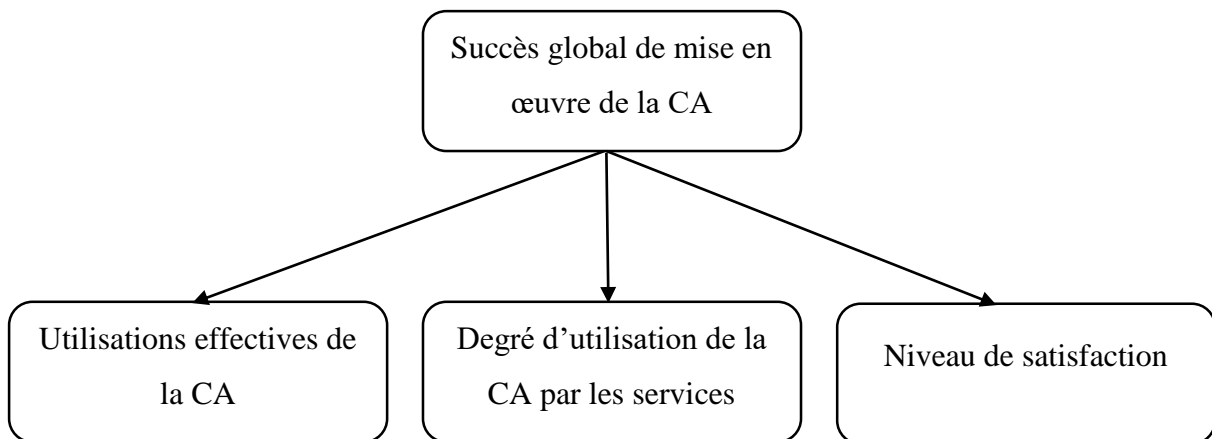 Succès global de mise en
œuvre de la CA
Utilisations effectives de
la CA
Degré d’utilisation de la
CA par les services
Niveau de satisfaction